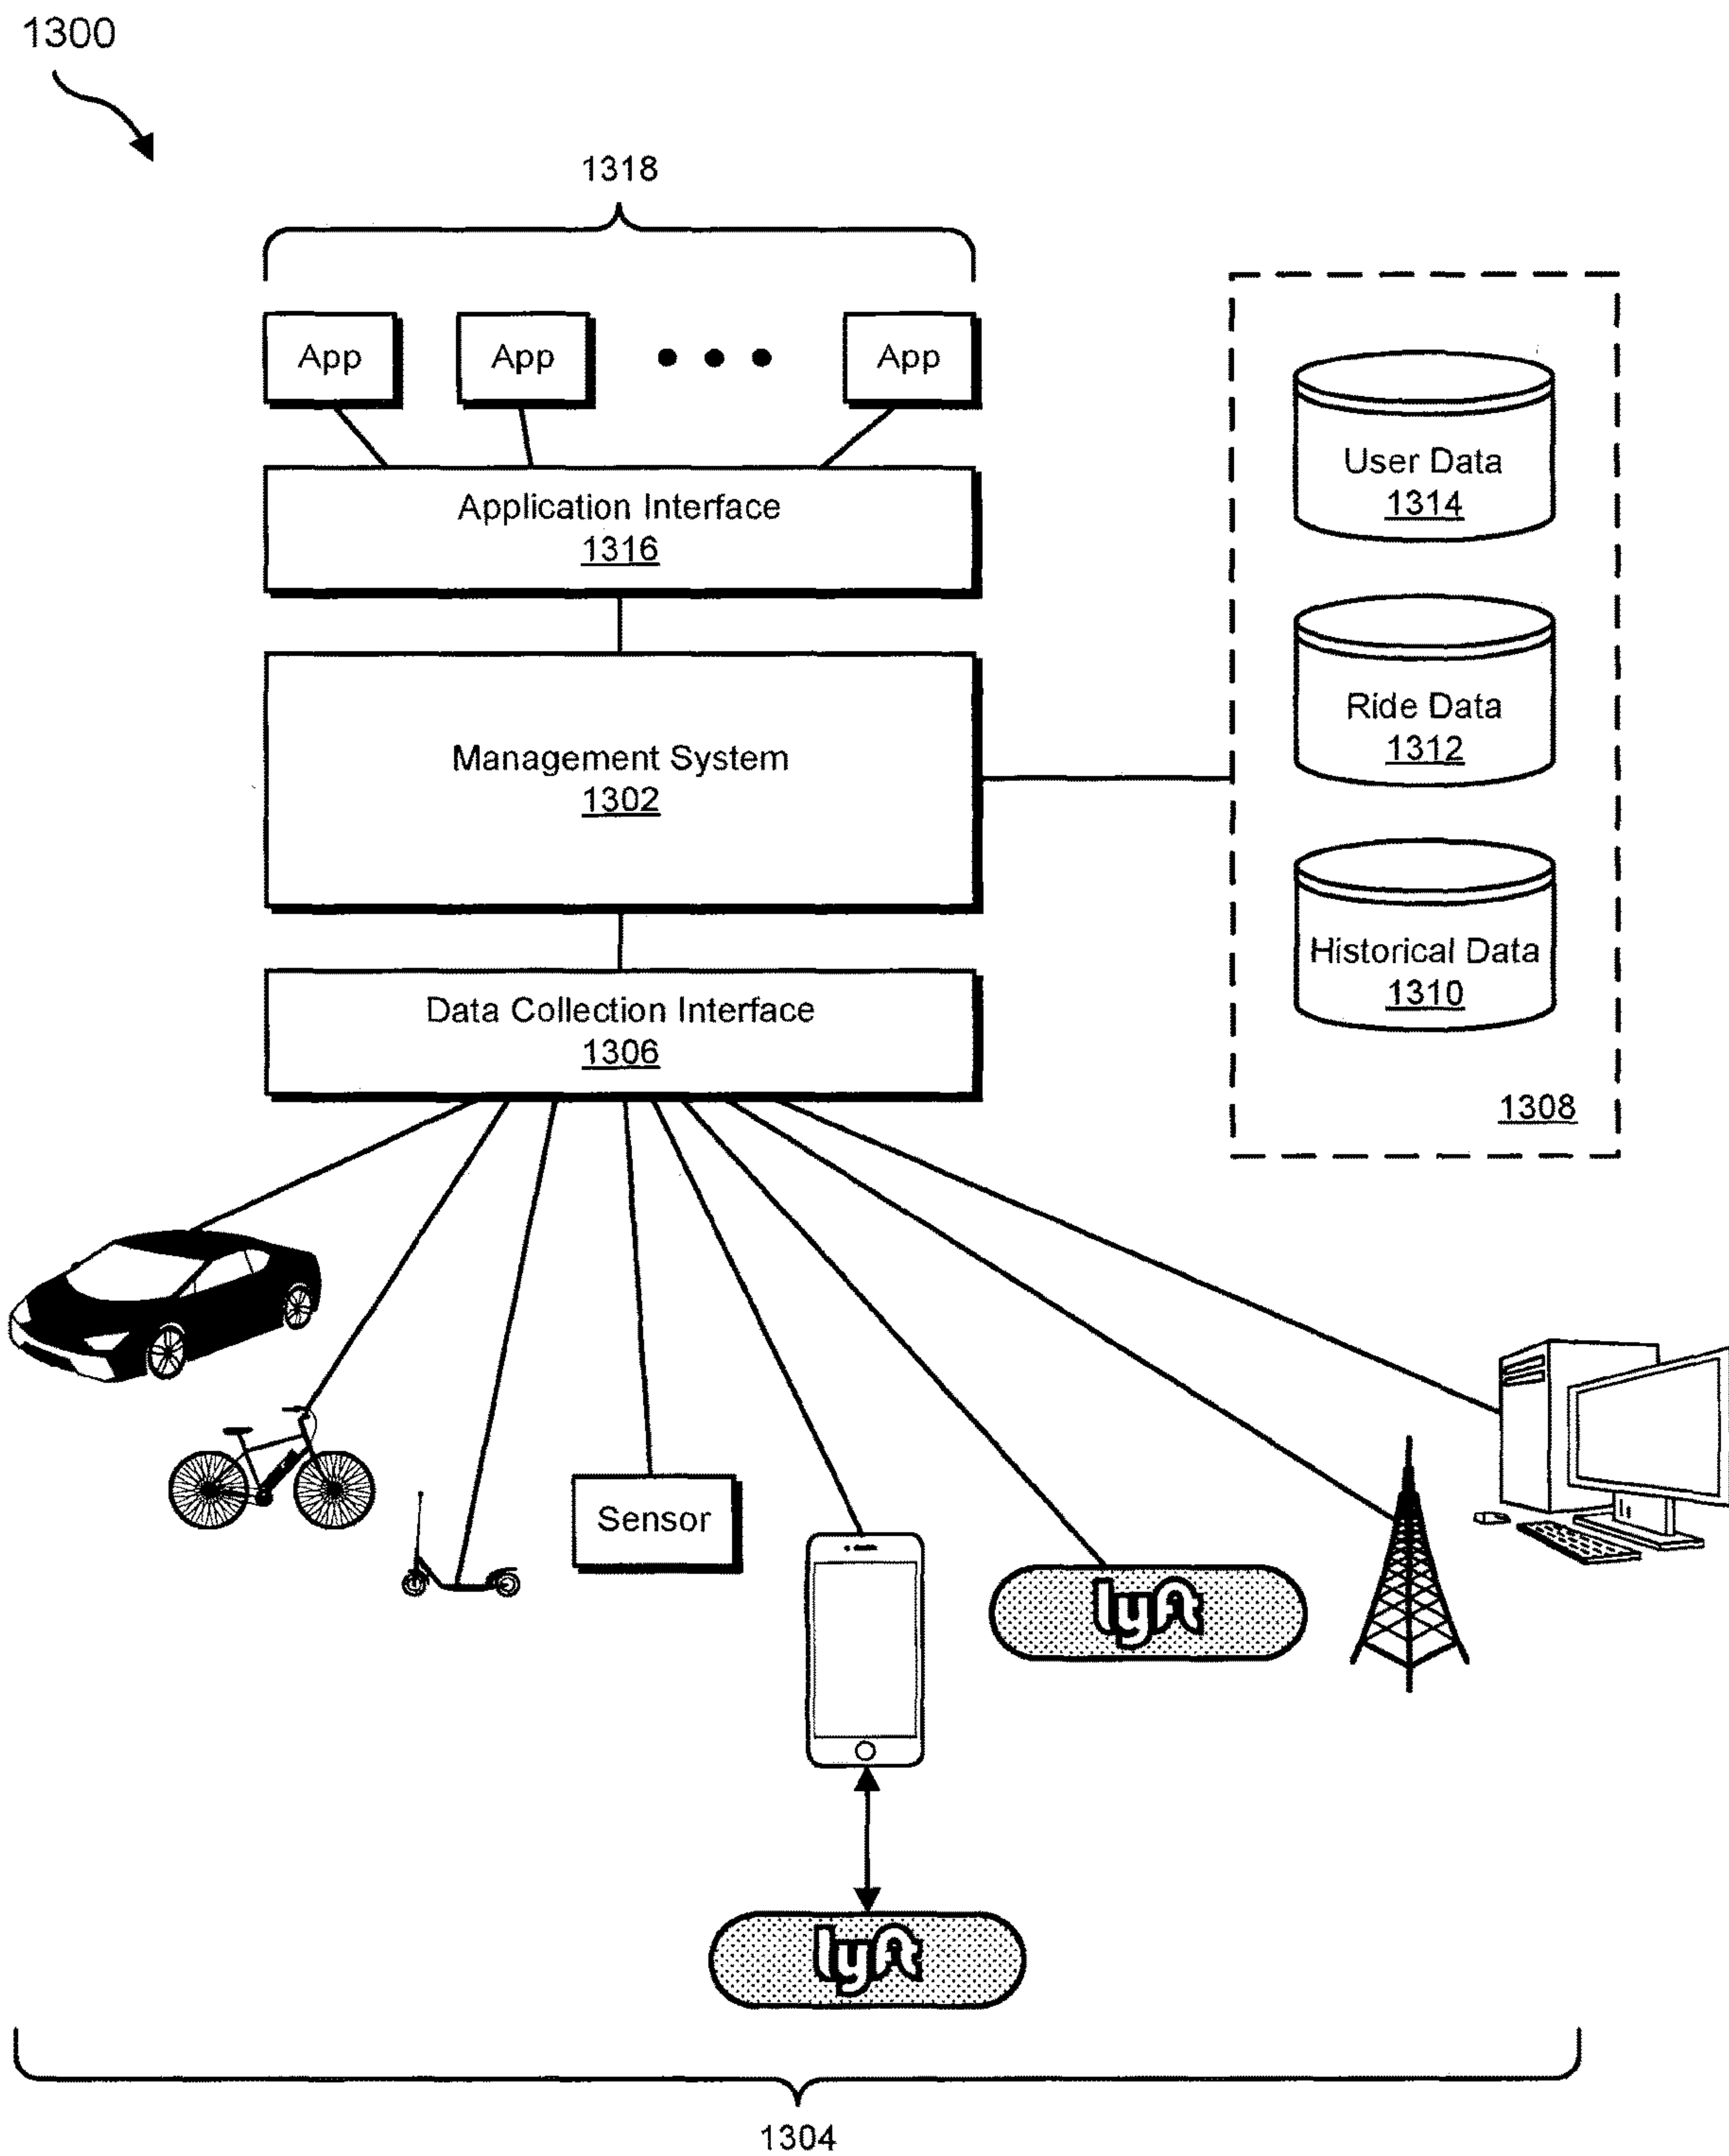 1300
1318
App App App
Application Interface
1316
Management System
1302
Data Collection Interface
1306
User Data
1314
Ride Data
1312
Historical Data
1310
1308
Sensor
lyft
lyft
1304